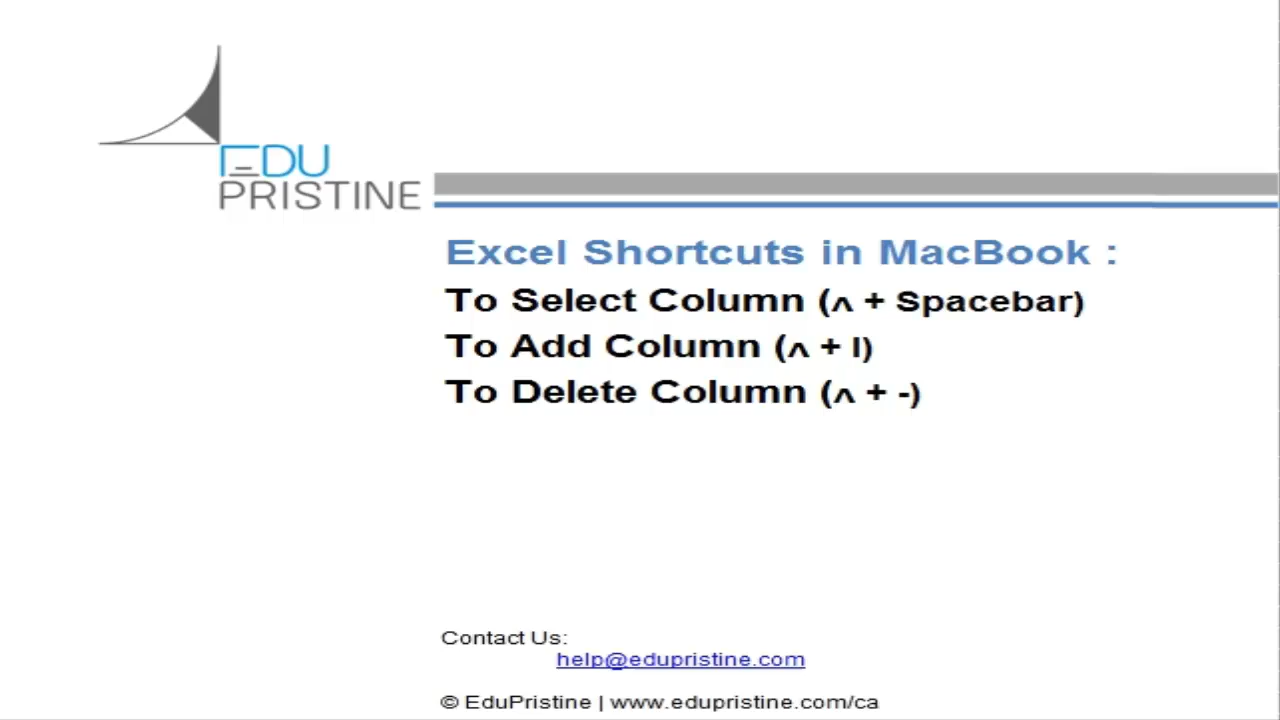 EDU
PRISTINE
Excel Shortcuts in MacBook :
To Select Column (ʌ + Spacebar)
To Add Column (ʌ + I)
To Delete Column (ʌ + -)
Contact Us:
help@edupristine.com
© EduPristine | www.edupristine.com/ca